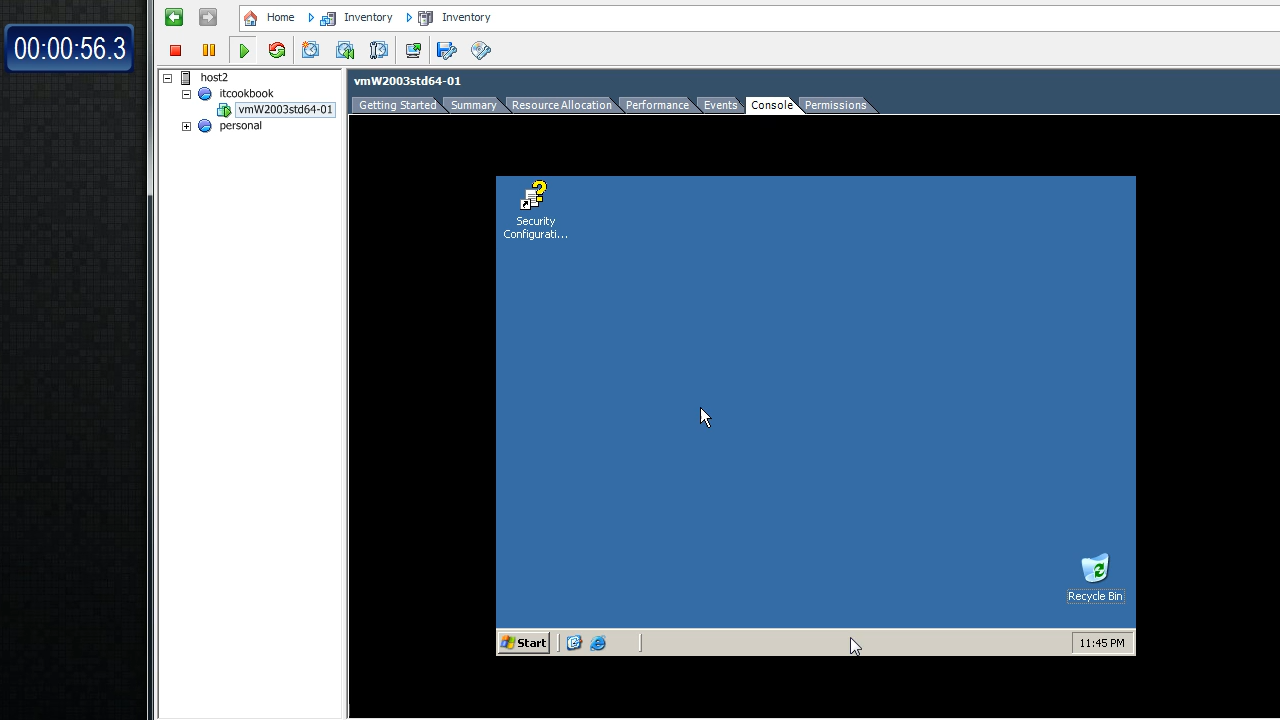 00:00:56.3
Home Inventory Inventory
host2
itcookbook
vmW2003std64-01
personal
vmW2003std64-01
Getting Started Summary Resource Allocation Performance Events Console Permissions
Security
Configurati...
Recycle Bin
Start
11:45 PM